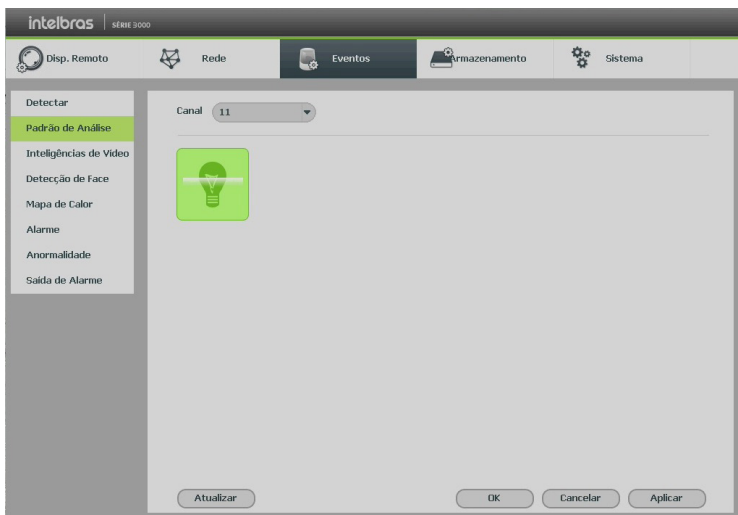 intelbras SÉRIE 3000
Disp. Remoto Rede Eventos Armazenamento Sistema
Detectar
Padrão de Análise
Inteligências de Vídeo
Detecção de Face
Mapa de Calor
Alarme
Anormalidade
Saída de Alarme
Canal 11
Atualizar OK Cancelar Aplicar